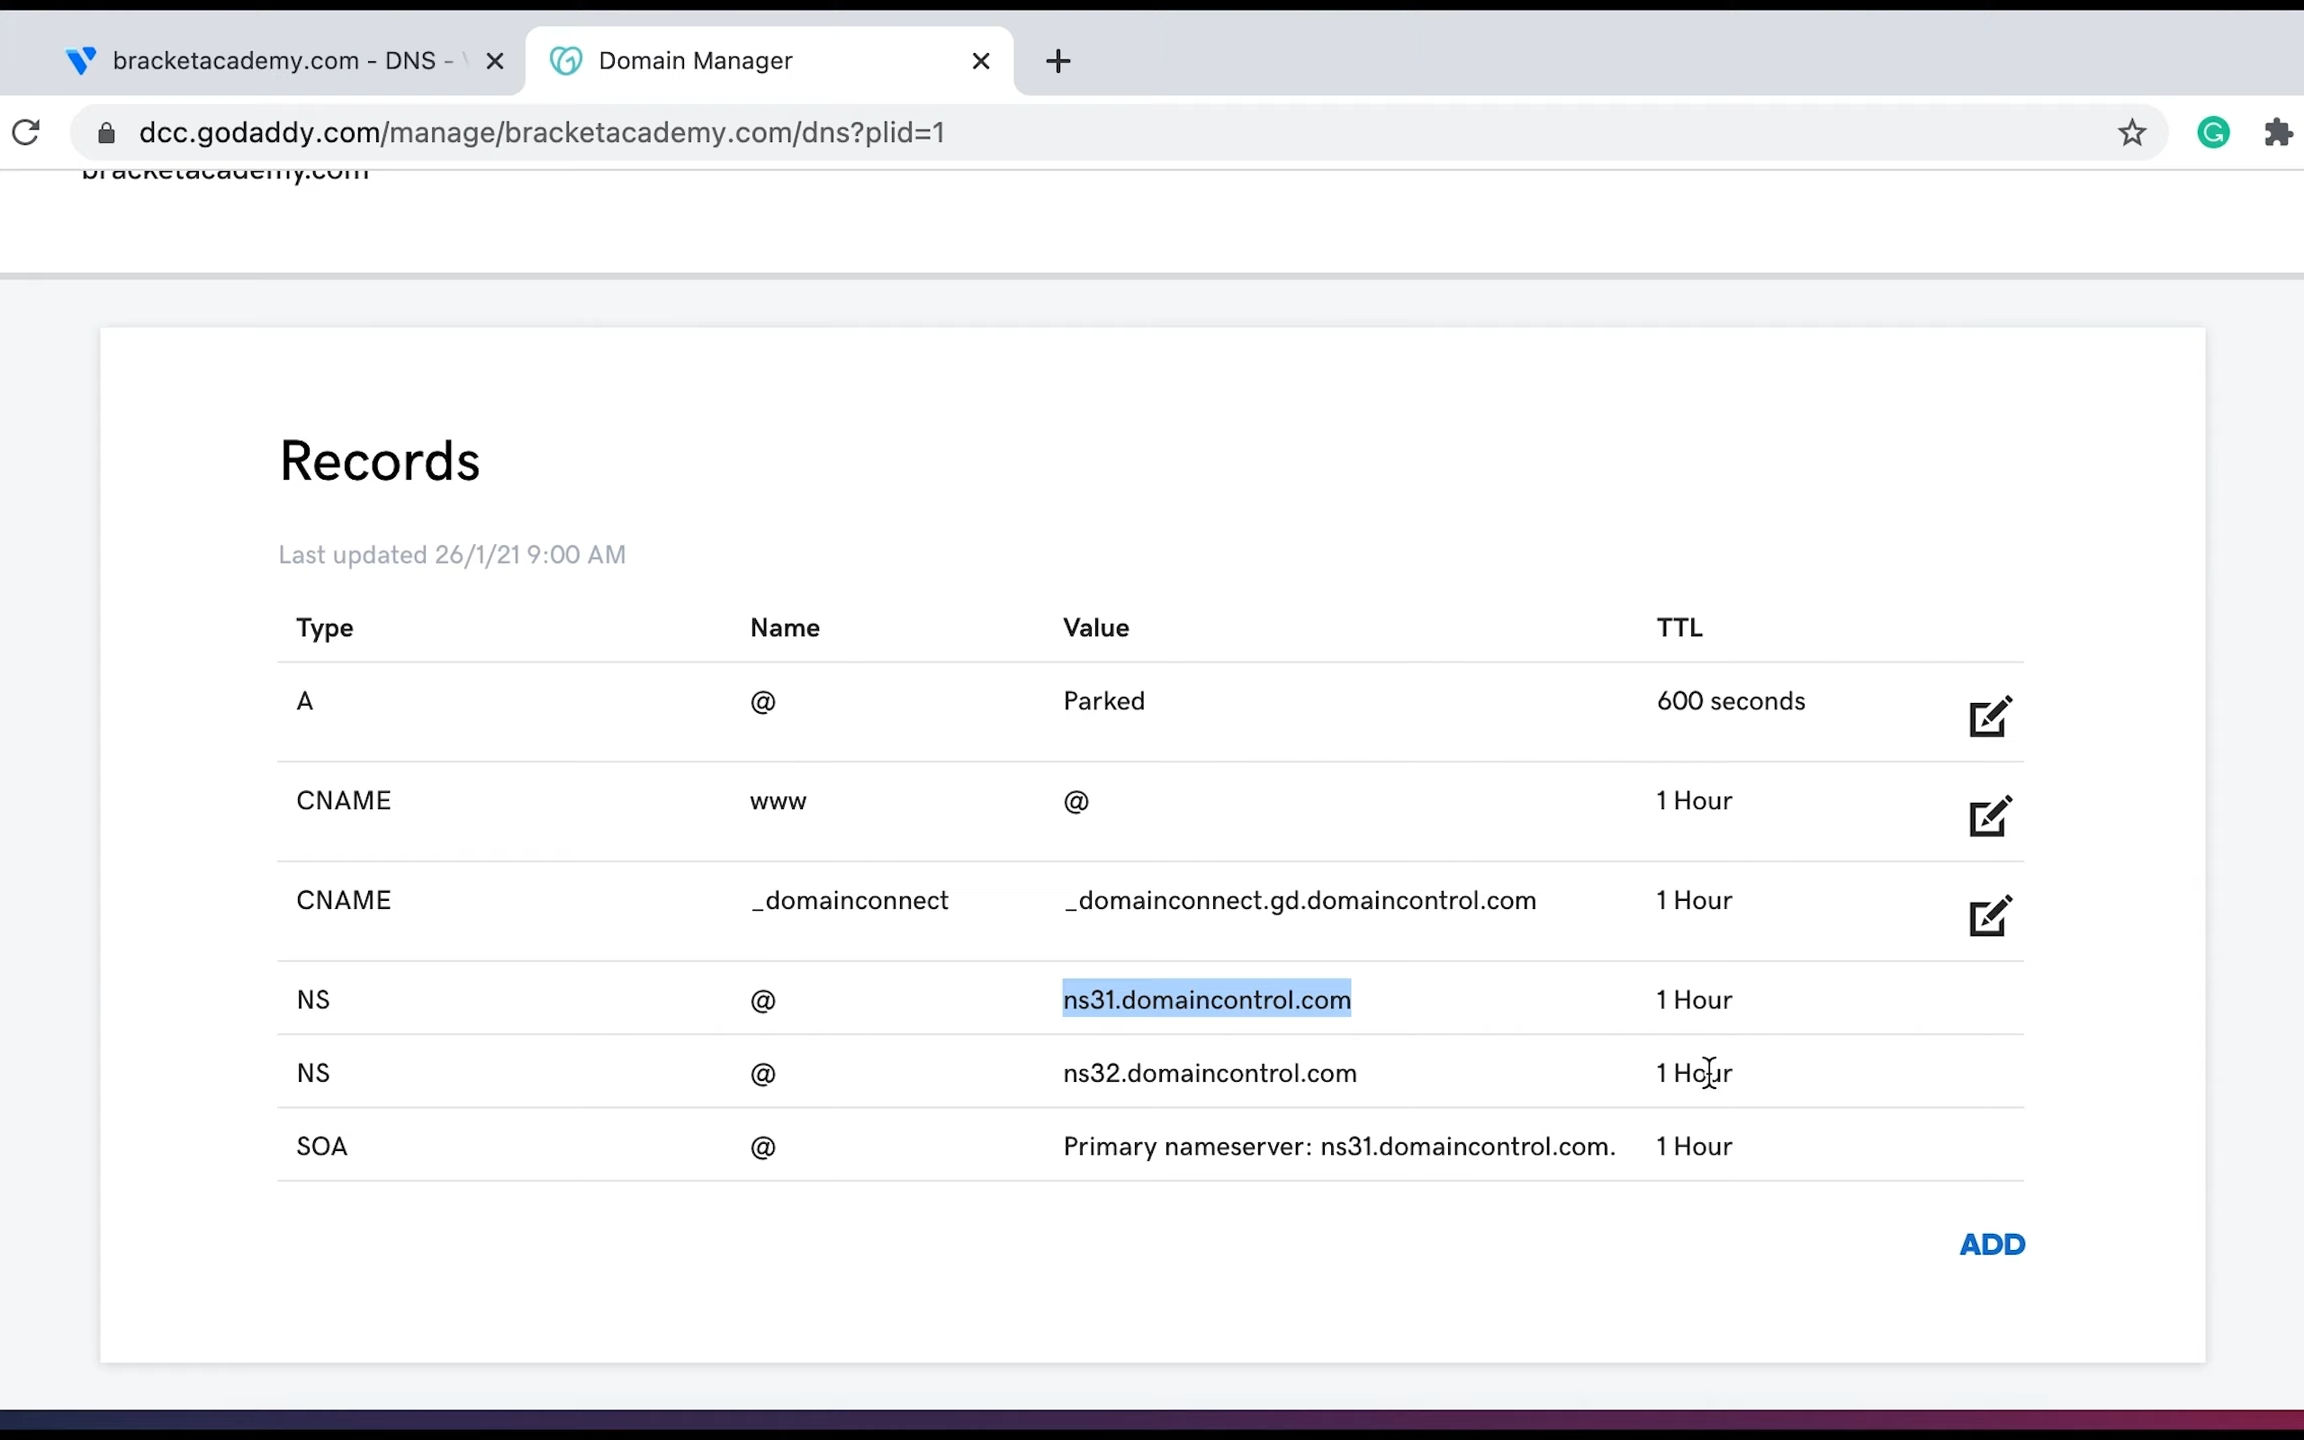 bracketacademy.com - DNS -
Domain Manager
dcc.godaddy.com/manage/bracketacademy.com/dns?plid=1
bracketacademy.com
Records
Last updated 26/1/21 9:00 AM
Type Name Value TTL
A @ Parked 600 seconds
CNAME www @ 1 Hour
CNAME _domainconnect _domainconnect.gd.domaincontrol.com 1 Hour
NS @ ns31.domaincontrol.com 1 Hour
NS @ ns32.domaincontrol.com 1 Hour
SOA @ Primary nameserver: ns31.domaincontrol.com. 1 Hour
ADD